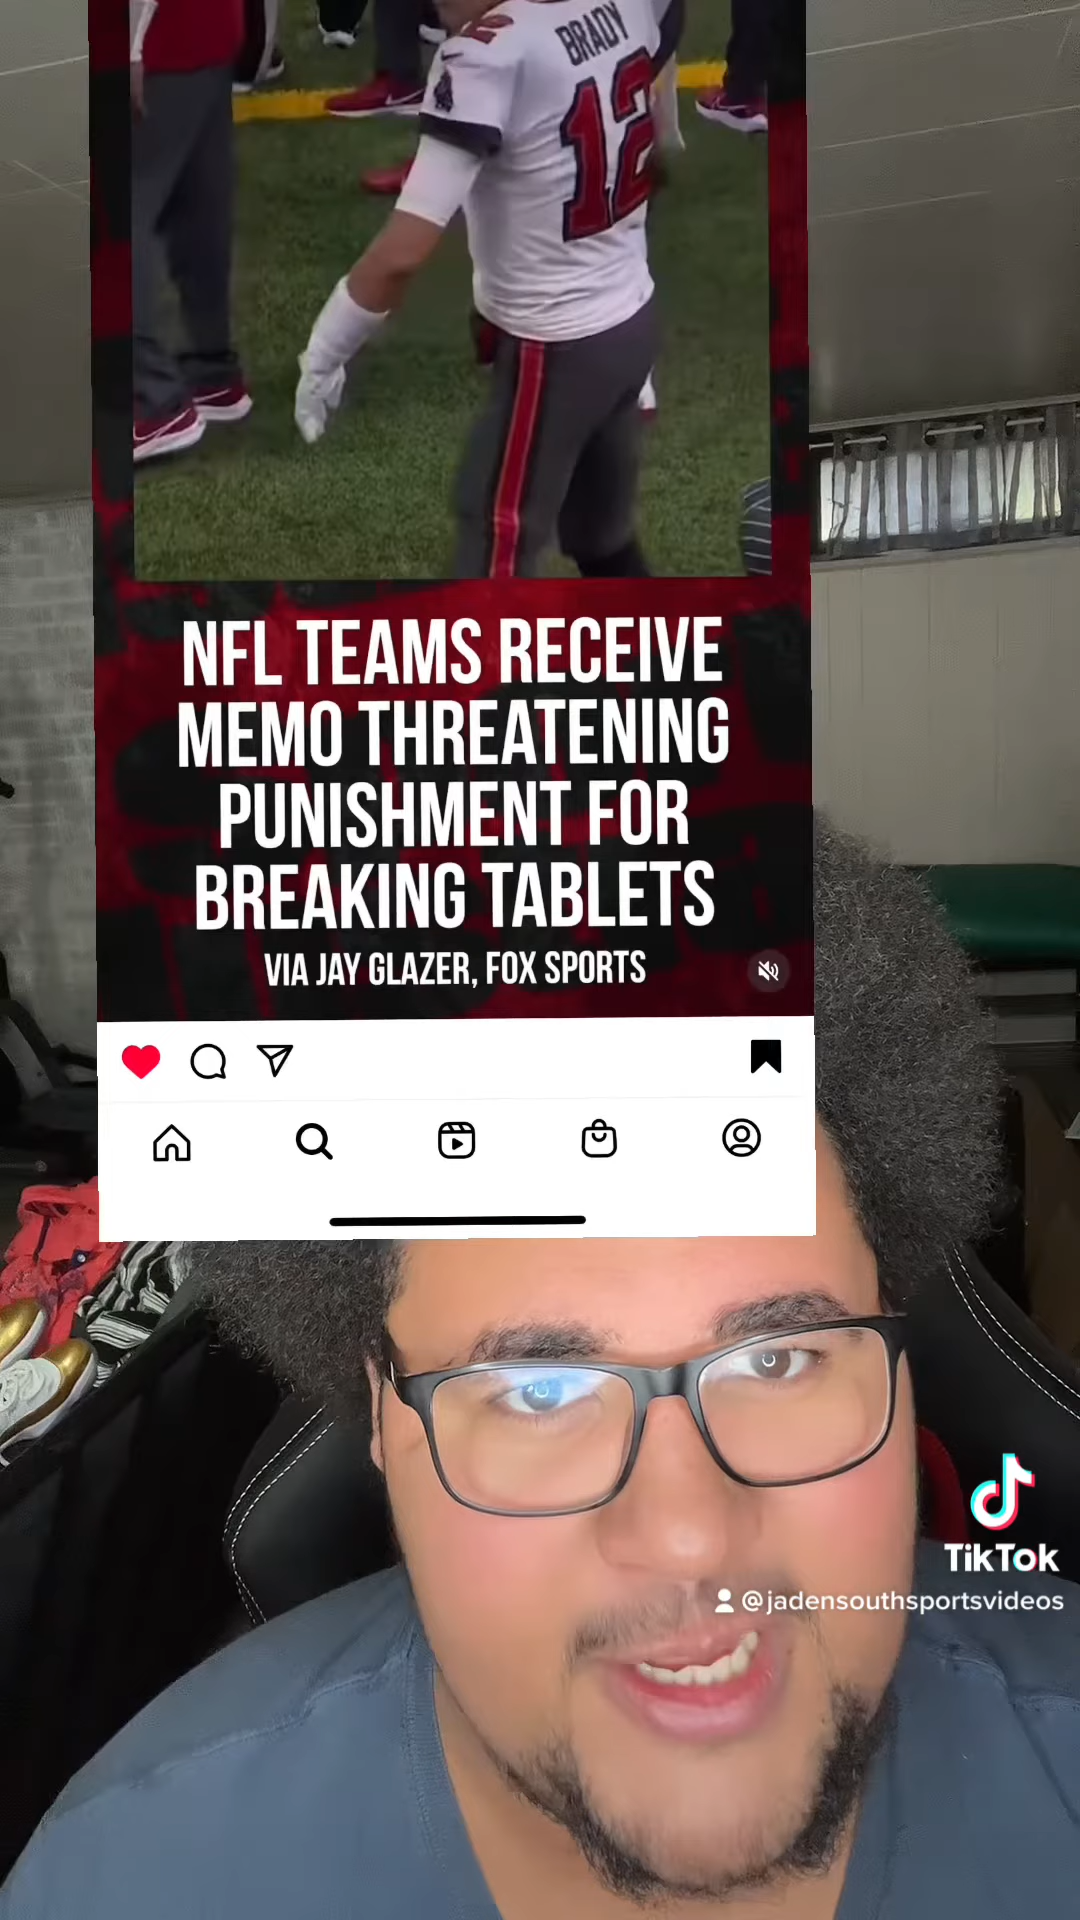 BRADY
12
NFL TEAMS RECEIVE
MEMO THREATENING
PUNISHMENT FOR
BREAKING TABLETS
VIA JAY GLAZER, FOX SPORTS
TikTok
@jadensouthsportsvideos